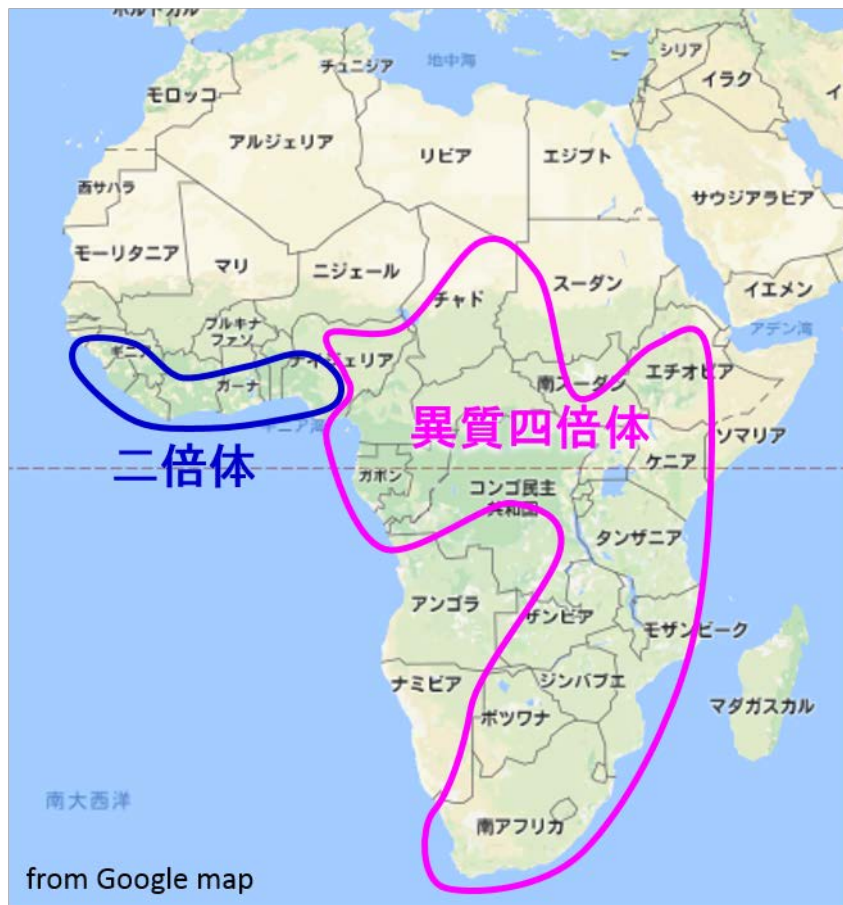 ポルトガル
地中海
シリア
チュニジア
イラク
モロッコ
アルジェリア
リビア
エジプト
西サハラ
サウジアラビア
モーリタニア
マリ
ニジェール
チャド
スーダン
イエメン
アデン湾
ブルキナ
ファソ
ギニア
ナイジェリア
ガーナ
南スーダン
エチオピア
ギニア湾
異質四倍体
ソマリア
二倍体
ガボン
ケニア
コンゴ民主
共和国
タンザニア
アンゴラ
ザンビア
モザンビーク
ナミビア
ジンバブエ
ボツワナ
マダガスカル
南大西洋
南アフリカ
from Google map